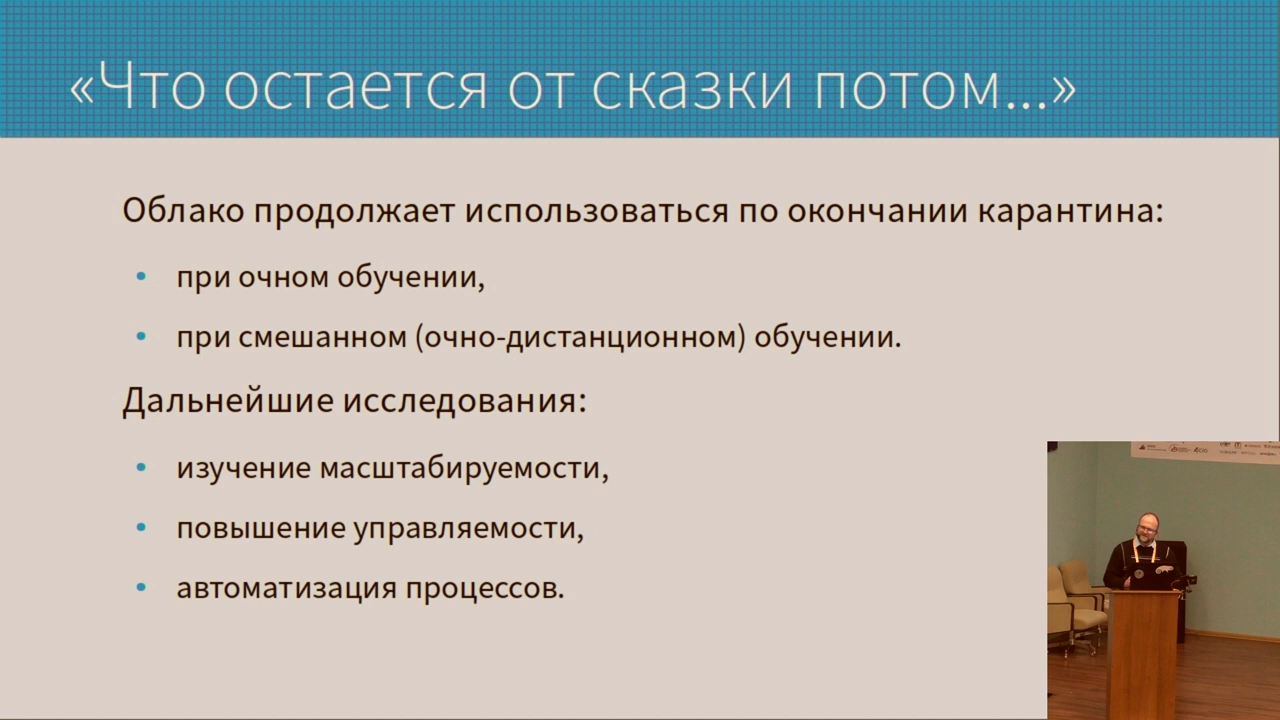 «Что остается от сказки потом...»
Облако продолжает использоваться по окончании карантина:
• при очном обучении,
• при смешанном (очно-дистанционном) обучении.
Дальнейшие исследования:
• изучение масштабируемости,
• повышение управляемости,
• автоматизация процессов.